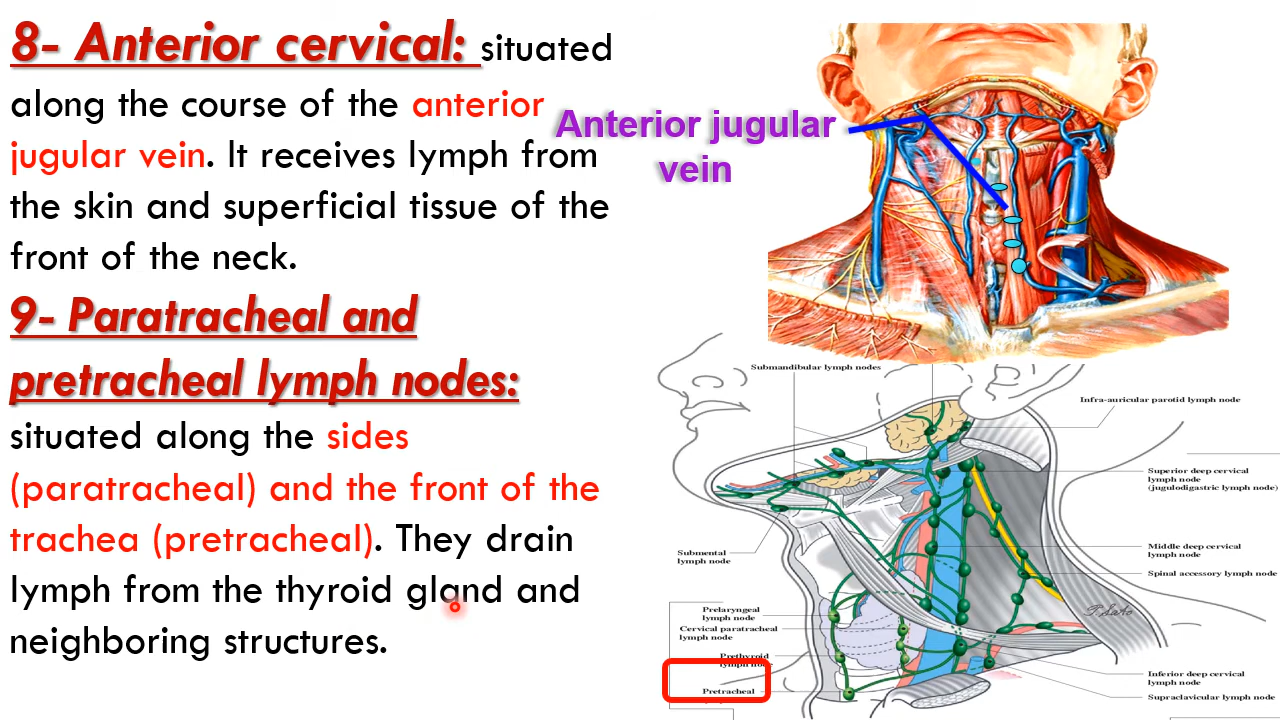 8- Anterior cervical: situated
along the course of the anterior
jugular vein. It receives lymph from
the skin and superficial tissue of the
front of the neck.
9- Paratracheal and
pretracheal lymph nodes:
situated along the sides
(paratracheal) and the front of the
trachea (pretracheal). They drain
lymph from the thyroid gland and
neighboring structures.
Anterior jugular
vein
Submandibular lymph nodes
Infra-auricular parotid lymph node
Superior deep cervical
lymph node
(jugulodigastric lymph node)
Submental
lymph node
Middle deep cervical
lymph node
Spinal accessory lymph node
Prelaryngeal
lymph node
Cervical paratracheal
lymph node
Prethyroid
lymph node
Pretracheal
Inferior deep cervical
lymph node
Supraclavicular lymph node